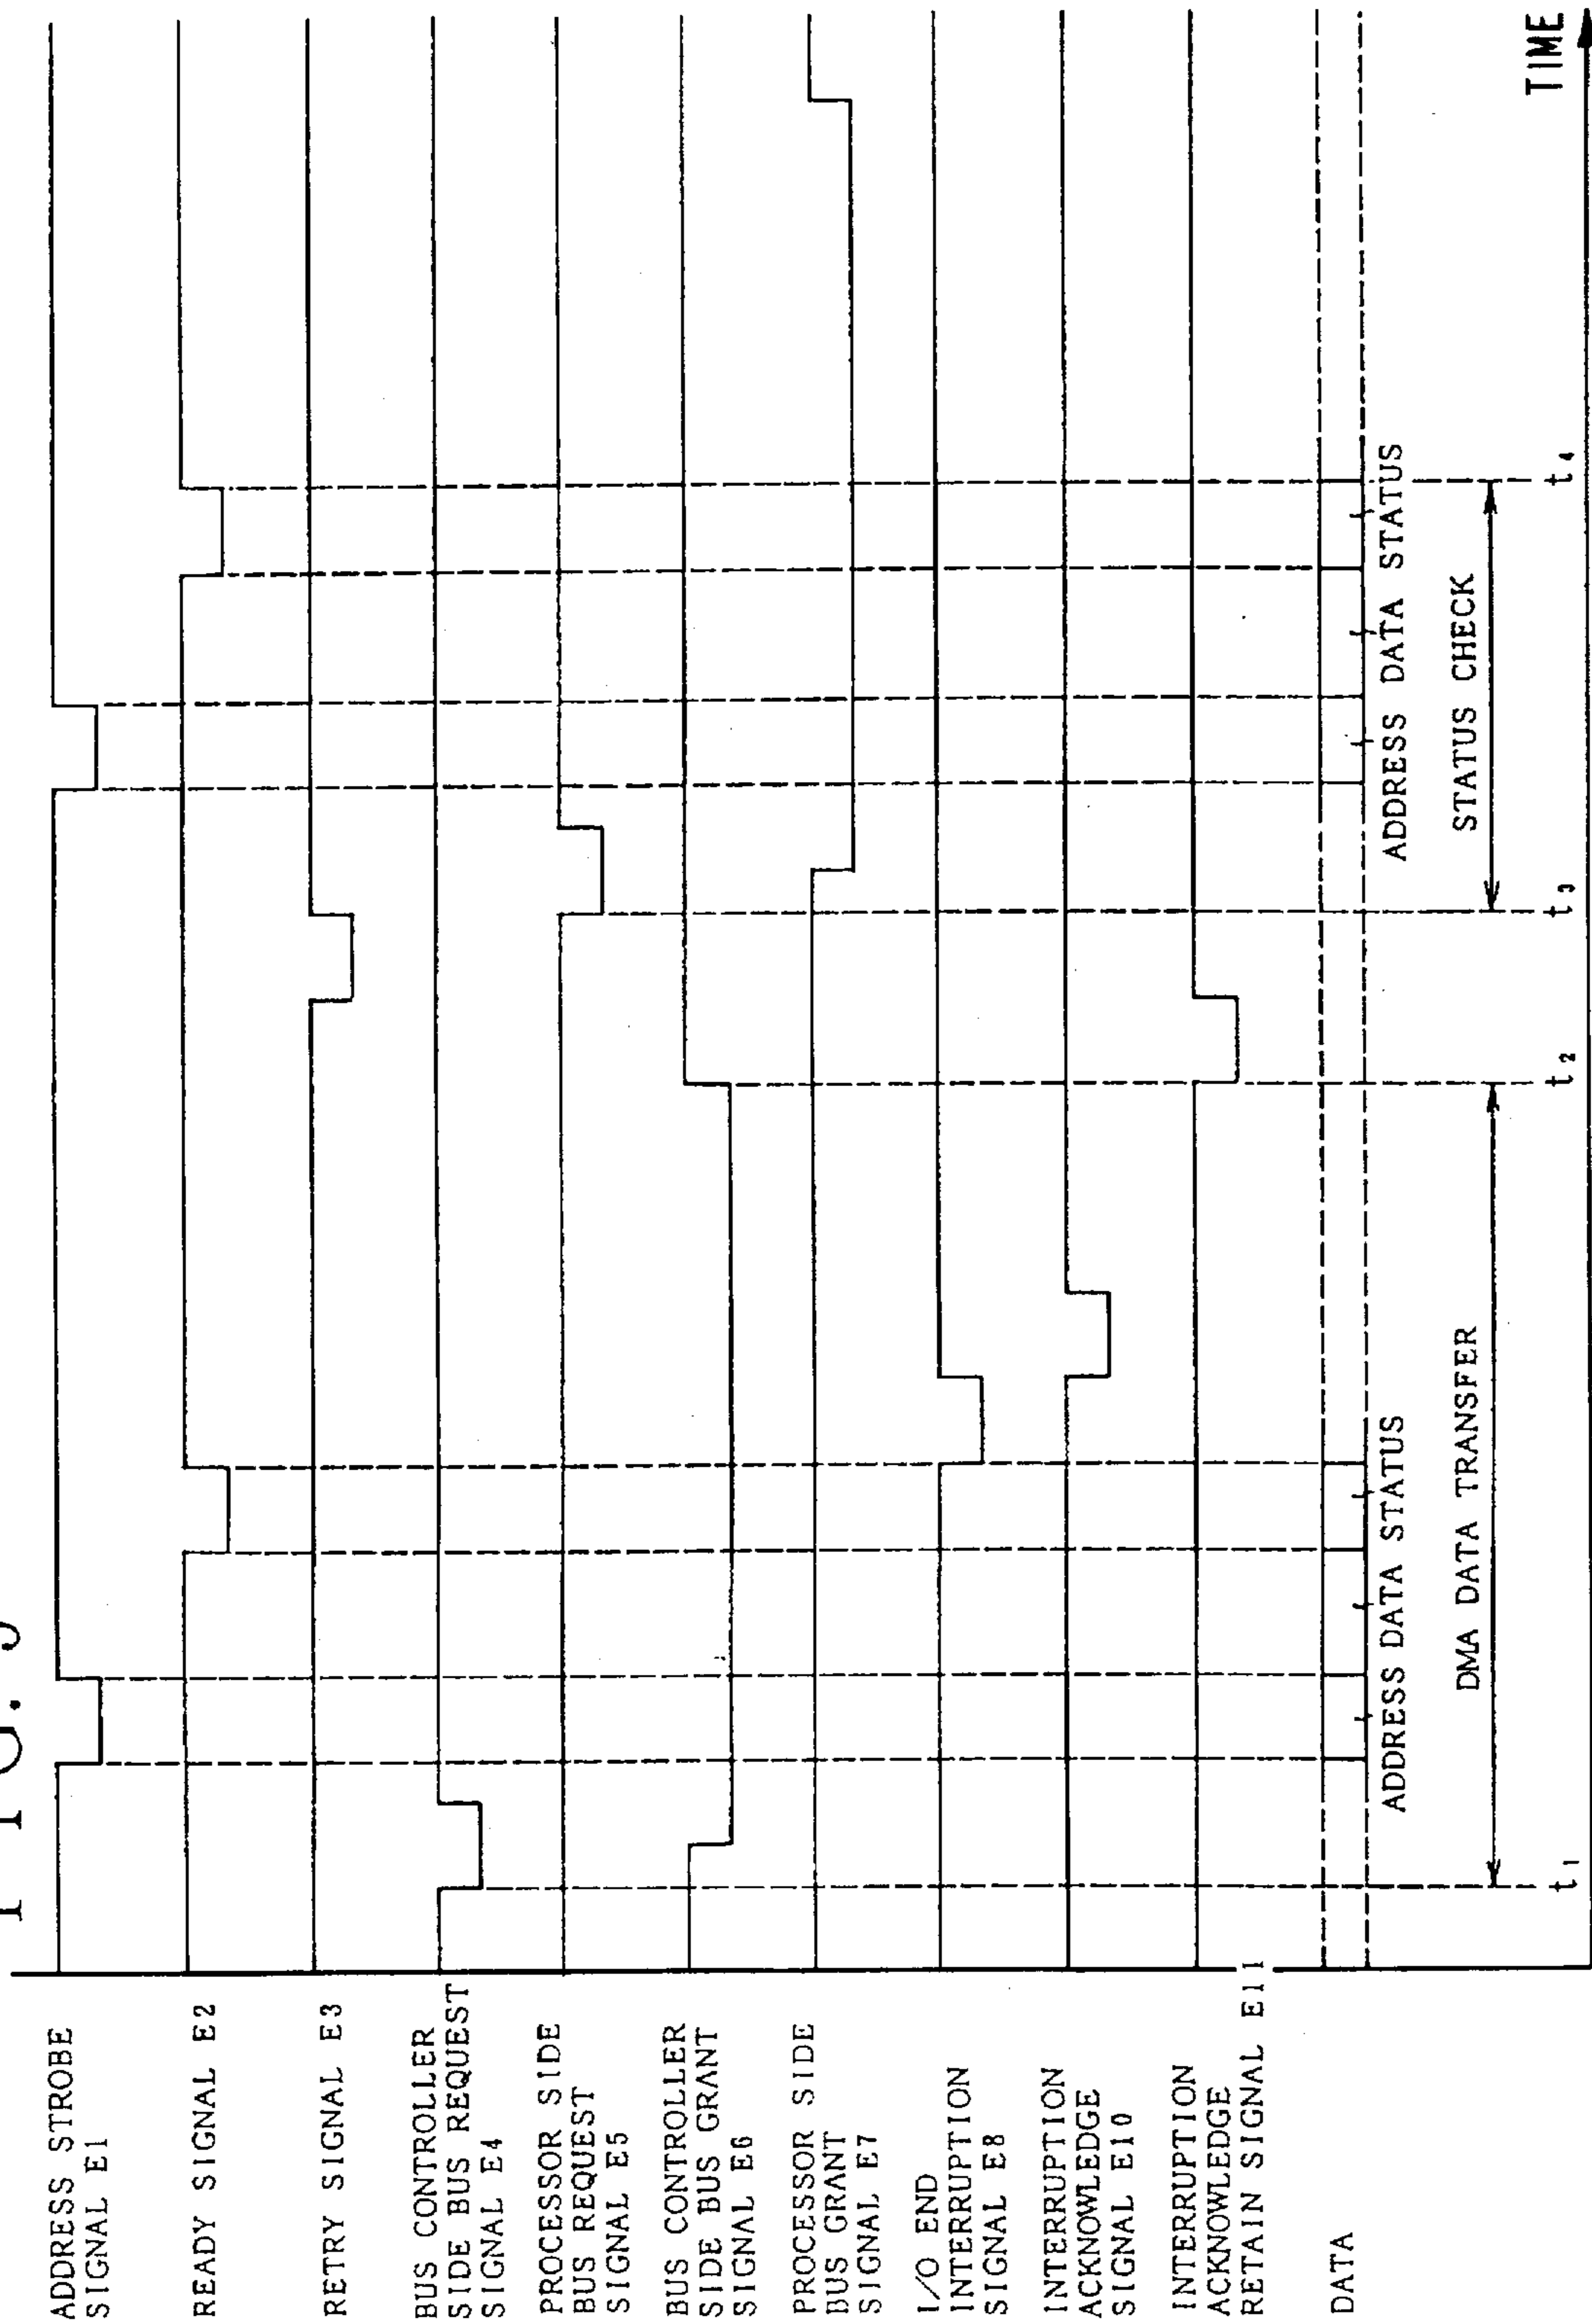 FIG. 5
ADDRESS STROBE
SIGNAL E1
READY SIGNAL E2
RETRY SIGNAL E3
BUS CONTROLLER
SIDE BUS REQUEST
SIGNAL E4
PROCESSOR SIDE
BUS REQUEST
SIGNAL E5
BUS CONTROLLER
SIDE BUS GRANT
SIGNAL E6
PROCESSOR SIDE
BUS GRANT
SIGNAL E7
I/O END
INTERRUPTION
SIGNAL E8
INTERRUPTION
ACKNOWLEDGE
SIGNAL E10
INTERRUPTION
ACKNOWLEDGE
RETAIN SIGNAL E11
DATA
ADDRESS DATA STATUS
ADDRESS DATA STATUS
DMA DATA TRANSFER
STATUS CHECK
t1
t2
t3
t4
TIME